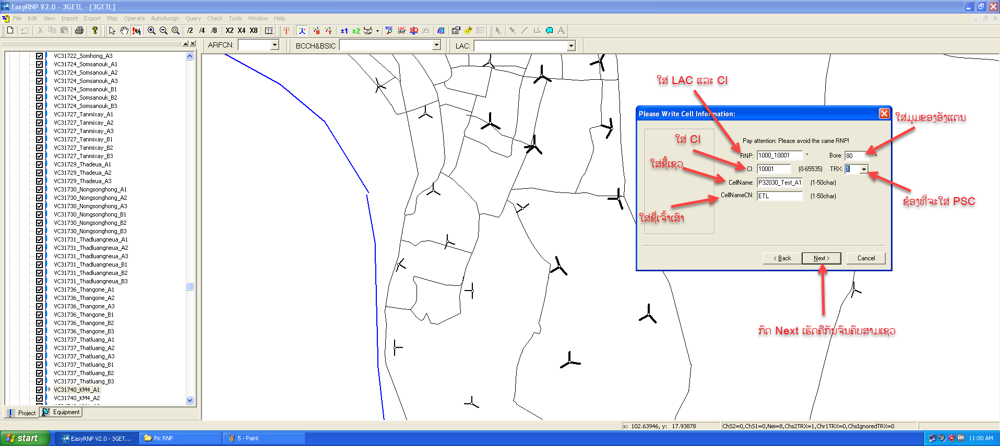 EasyRNP V2.0 - 3GETL - [3GETL]
File Edit View Import Export Map Operate AutoAssign Query Check Tools Window Help
/2 /4 /8 X2 X4 X8 ±1 ±2 BSIC
ARFCN: BCCH&BSIC LAC:
VC31722_Somhong_A3
VC31724_Somsanouk_A1
VC31724_Somsanouk_A2
VC31724_Somsanouk_A3
VC31724_Somsanouk_B1
VC31724_Somsanouk_B2
VC31724_Somsanouk_B3
VC31727_Tanmixay_A1
VC31727_Tanmixay_A2
VC31727_Tanmixay_A3
VC31727_Tanmixay_B1
VC31727_Tanmixay_B2
VC31727_Tanmixay_B3
VC31729_Thadeua_A1
VC31729_Thadeua_A2
VC31729_Thadeua_A3
VC31730_Nongsonghong_A1
VC31730_Nongsonghong_A2
VC31730_Nongsonghong_A3
VC31730_Nongsonghong_B1
VC31730_Nongsonghong_B2
VC31730_Nongsonghong_B3
VC31731_Thadluangneua_A1
VC31731_Thadluangneua_A2
VC31731_Thadluangneua_A3
VC31731_Thadluangneua_B1
VC31731_Thadluangneua_B2
VC31731_Thadluangneua_B3
VC31736_Thangone_A1
VC31736_Thangone_A2
VC31736_Thangone_A3
VC31736_Thangone_B1
VC31736_Thangone_B2
VC31736_Thangone_B3
VC31737_Thatluang_A1
VC31737_Thatluang_A2
VC31737_Thatluang_A3
VC31737_Thatluang_B1
VC31737_Thatluang_B2
VC31737_Thatluang_B3
VC31740_KM4_A1
VC31740_KM4_A2
Project Equipment
ໃສ່ LAC ແລະ CI
Please Write Cell Information:
ໃສ່ມູມຂອງອັງແຕນ
ໃສ່ CI
Pay attention: Please avoid the same RNP!
RNP: 1000_10001 * Bore: 80 *
ໃສ່ຊື່ເຊວ
CI: 10001 (0-65535) TRX: 1
CellName: P32030_Test_A1 (1-50char)
CellNameCN: ETL (1-50char)
ຊ້ອງທີ່ຈະໃສ່ PSC
ໃສ່ຊື່ເຈົ້າເສົາ
< Back Next > Cancel
ກົດ Next ເຮັດຄືກັນຈົນຄົບສາມເຊວ
x: 102.63946, y: 17.93878 ChS2=0,ChS1=0,Nei=8,Chs2TRX=1,Chr1TRX=0,ChsIgnoredTRX=0
start EasyRNP V2.0 - 3GET... Pic RNP 5 - Paint 11:00 AM